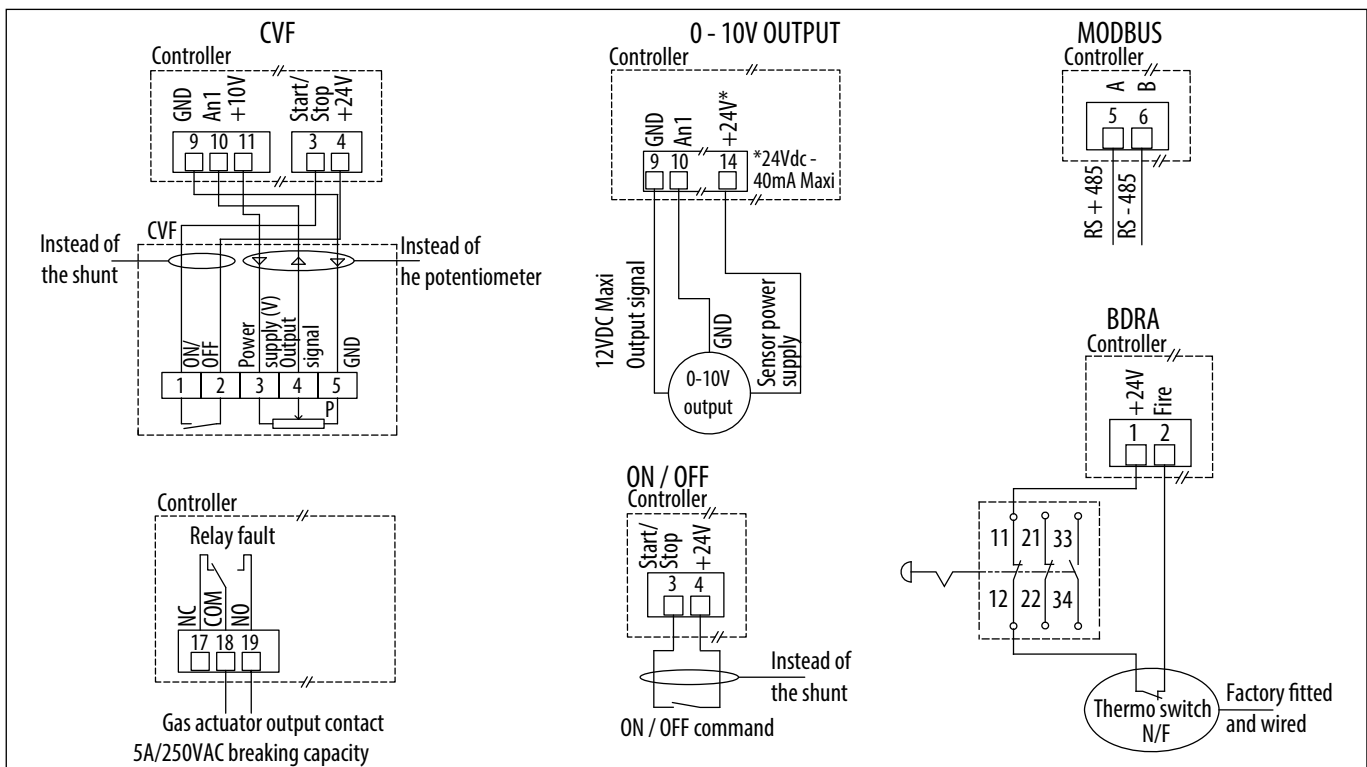 CVF
Controller
GND
An1
+10V
Start/
Stop
+24V
9 10 11
3 4
CVF
Instead of
the shunt
Instead of
he potentiometer
ON/
OFF
Power
supply (V)
Output
signal
GND
1 2 3 4 5
P
0 - 10V OUTPUT
Controller
GND
An1
+24V*
9 10 14
*24Vdc -
40mA Maxi
12VDC Maxi
Output signal
GND
Sensor power
supply
0-10V
output
MODBUS
Controller
A
B
5 6
RS + 485
RS - 485
Controller
Relay fault
NC
COM
NO
17 18 19
Gas actuator output contact
5A/250VAC breaking capacity
ON / OFF
Controller
Start/
Stop
+24V
3 4
Instead of
the shunt
ON / OFF command
BDRA
Controller
+24V
Fire
1 2
11 21 33
12 22 34
Thermo switch
N/F
Factory fitted
and wired